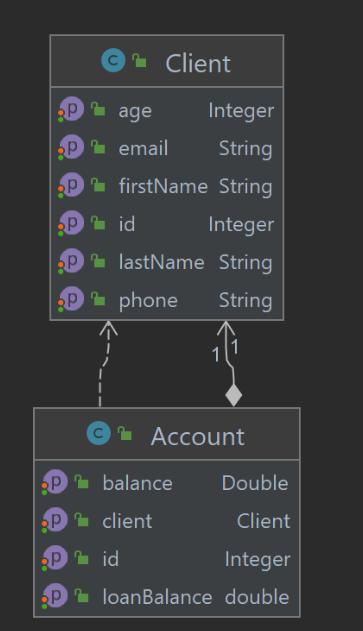 C Client
p age Integer
p email String
p firstName String
p id Integer
p lastName String
p phone String
1 1
C Account
p balance Double
p client Client
p id Integer
p loanBalance double